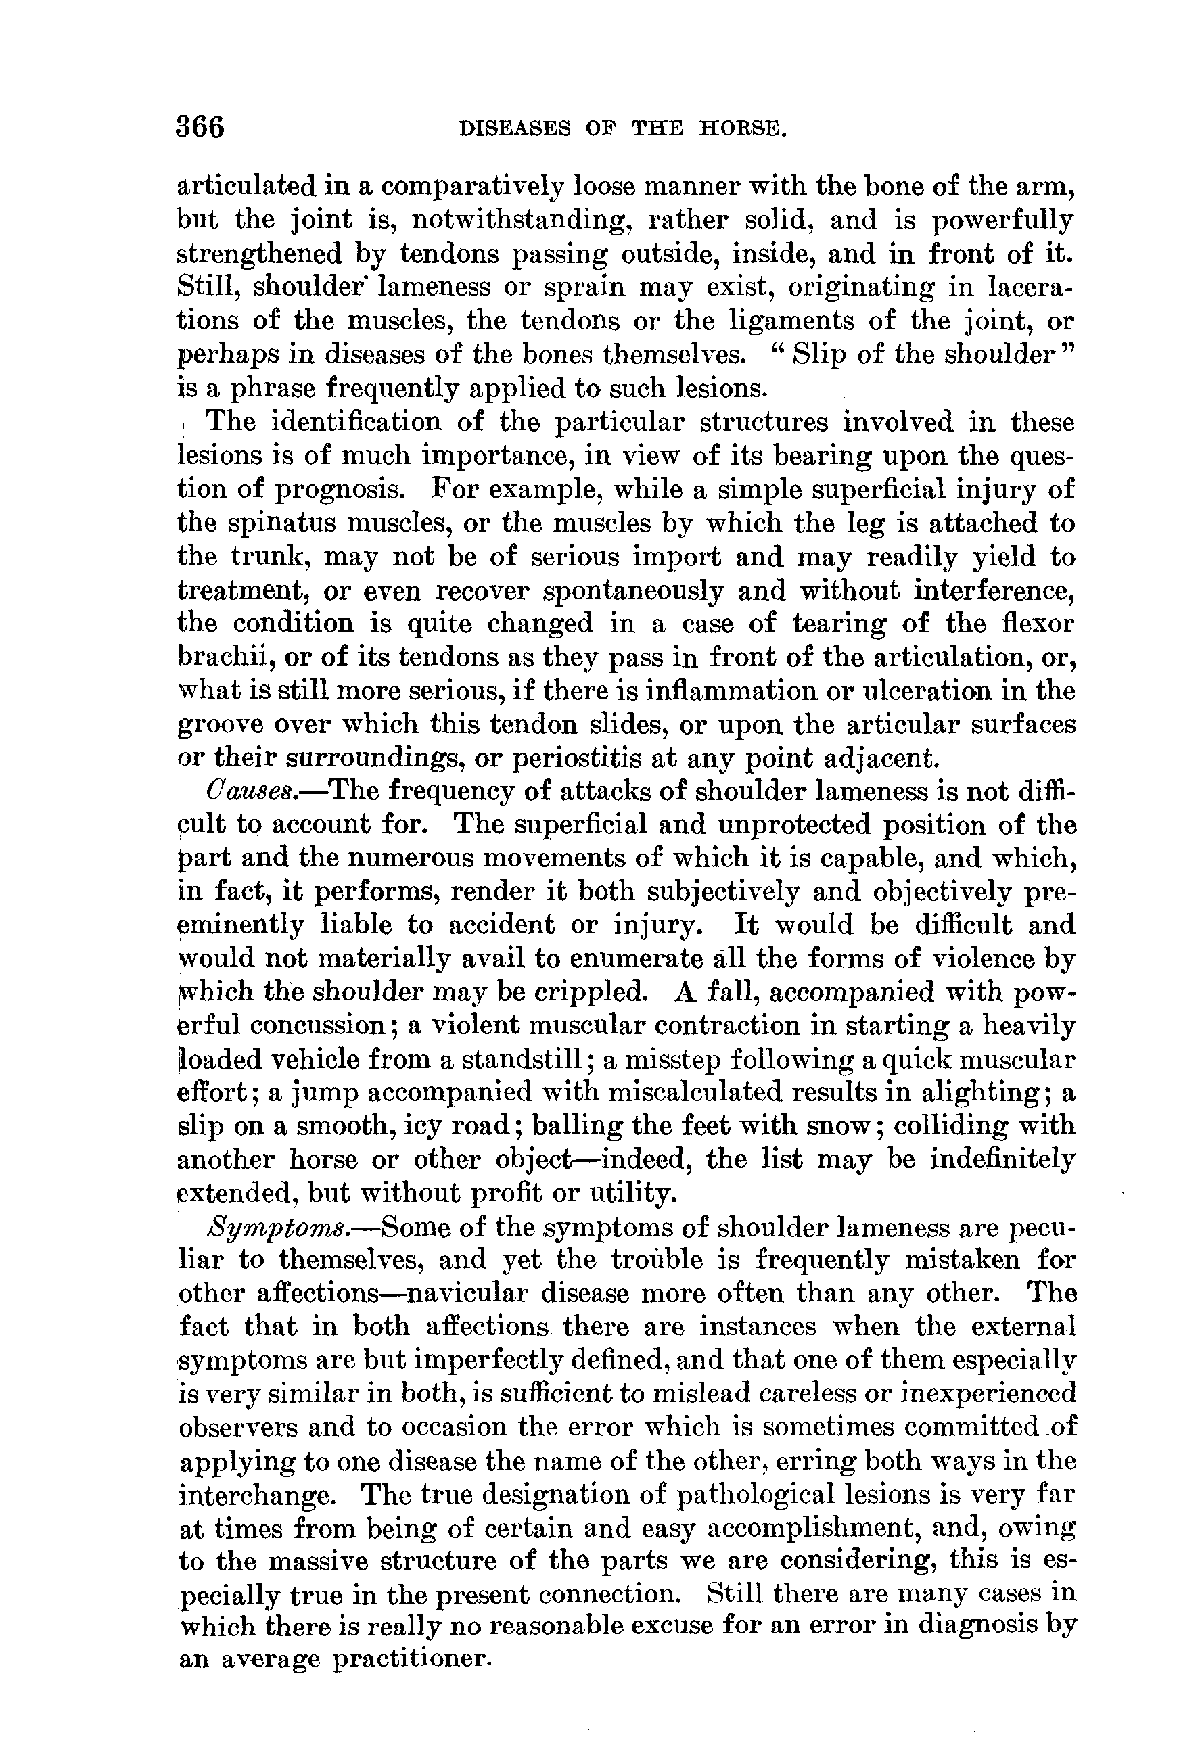 366 DISEASES OF THE HORSE.
articulated in a comparatively loose manner with the bone of the arm,
but the joint is, notwithstanding, rather solid, and is powerfully
strengthened by tendons passing outside, inside, and in front of it.
Still, shoulder lameness or sprain may exist, originating in lacera-
tions of the muscles, the tendons or the ligaments of the joint, or
perhaps in diseases of the bones themselves. “ Slip of the shoulder ”
is a phrase frequently applied to such lesions.
The identification of the particular structures involved in these
lesions is of much importance, in view of its bearing upon the ques-
tion of prognosis. For example, while a simple superficial injury of
the spinatus muscles, or the muscles by which the leg is attached to
the trunk, may not be of serious import and may readily yield to
treatment, or even recover spontaneously and without interference,
the condition is quite changed in a case of tearing of the flexor
brachii, or of its tendons as they pass in front of the articulation, or,
what is still more serious, if there is inflammation or ulceration in the
groove over which this tendon slides, or upon the articular surfaces
or their surroundings, or periostitis at any point adjacent.
Causes.—The frequency of attacks of shoulder lameness is not diffi-
cult to account for. The superficial and unprotected position of the
part and the numerous movements of which it is capable, and which,
in fact, it performs, render it both subjectively and objectively pre-
eminently liable to accident or injury. It would be difficult and
would not materially avail to enumerate all the forms of violence by
which the shoulder may be crippled. A fall, accompanied with pow-
erful concussion; a violent muscular contraction in starting a heavily
loaded vehicle from a standstill; a misstep following a quick muscular
effort; a jump accompanied with miscalculated results in alighting; a
slip on a smooth, icy road; balling the feet with snow; colliding with
another horse or other object—indeed, the list may be indefinitely
extended, but without profit or utility.
Symptoms.—Some of the symptoms of shoulder lameness are pecu-
liar to themselves, and yet the trouble is frequently mistaken for
other affections—navicular disease more often than any other. The
fact that in both affections there are instances when the external
symptoms are but imperfectly defined, and that one of them especially
is very similar in both, is sufficient to mislead careless or inexperienced
observers and to occasion the error which is sometimes committed of
applying to one disease the name of the other, erring both ways in the
interchange. The true designation of pathological lesions is very far
at times from being of certain and easy accomplishment, and, owing
to the massive structure of the parts we are considering, this is es-
pecially true in the present connection. Still there are many cases in
which there is really no reasonable excuse for an error in diagnosis by
an average practitioner.